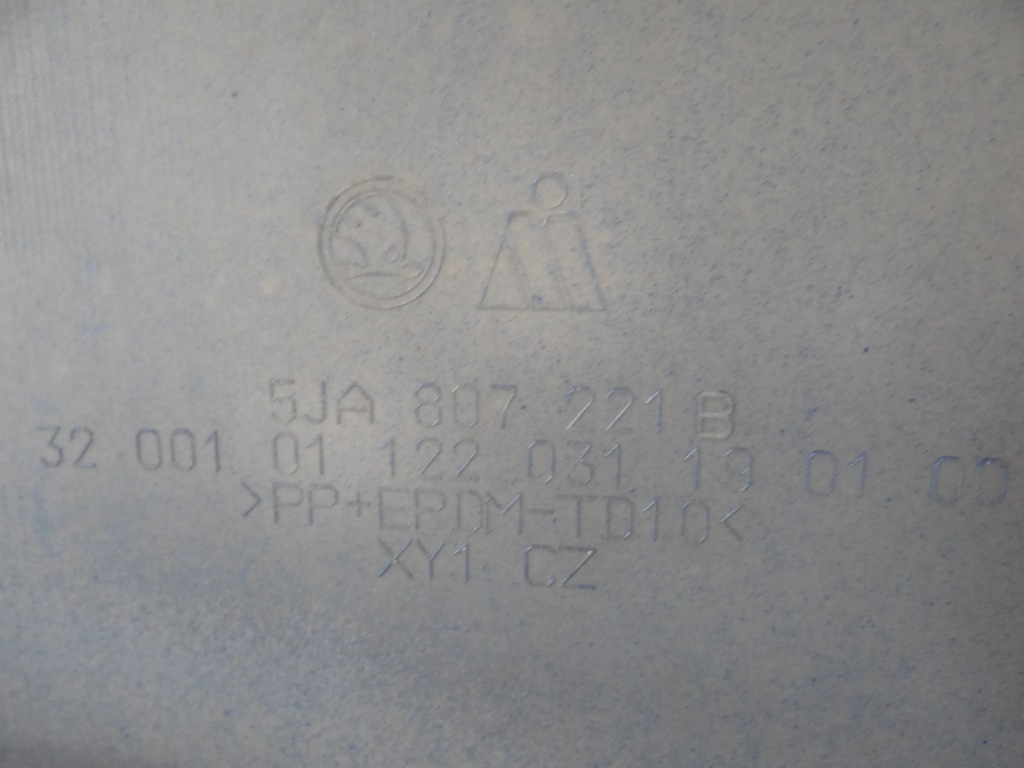 5JA 807 221 B
32 001 01 122 031 19 01 00
>PP+EPDM-TD10<
XY1 CZ